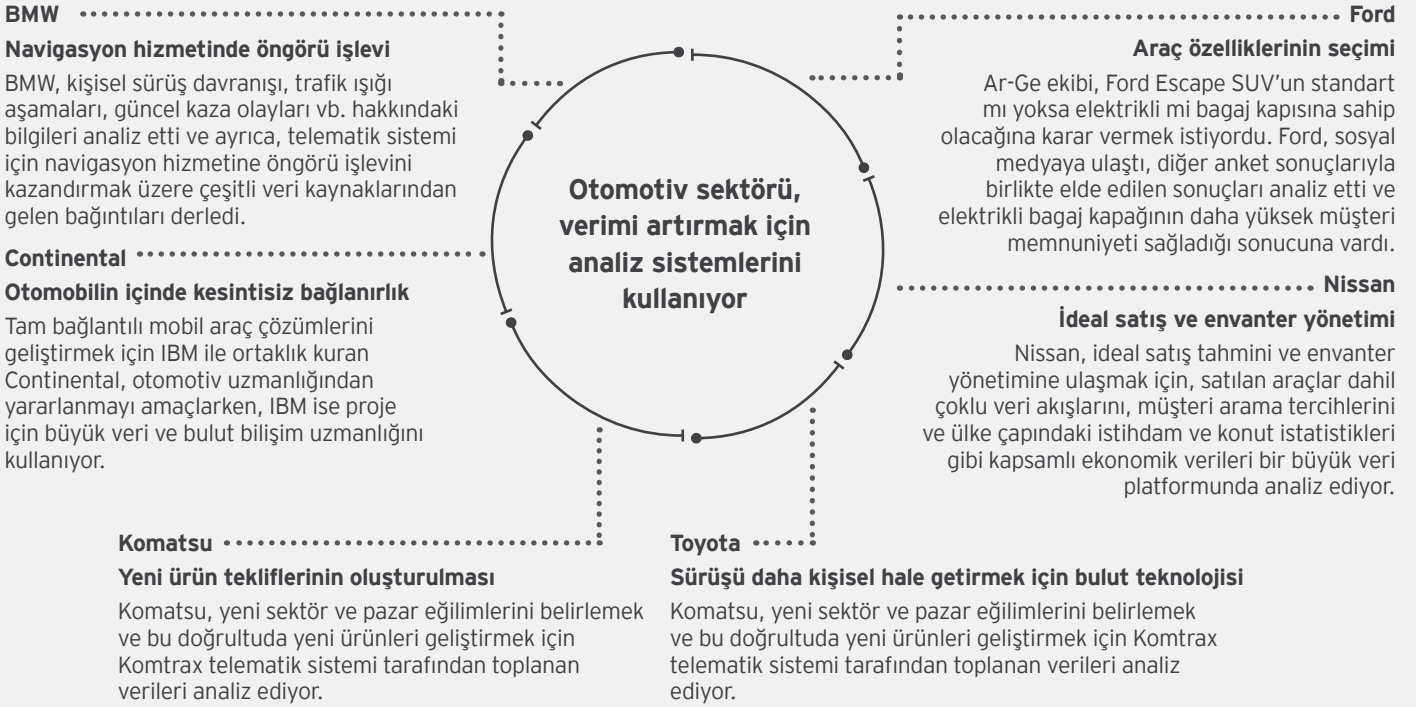 BMW
Navigasyon hizmetinde öngörü işlevi
BMW, kişisel sürüş davranışı, trafik ışığı
aşamaları, güncel kaza olayları vb. hakkındaki
bilgileri analiz etti ve ayrıca, telematik sistemi
için navigasyon hizmetine öngörü işlevini
kazandırmak üzere çeşitli veri kaynaklarından
gelen bağıntıları derledi.
Continental
Otomobilin içinde kesintisiz bağlanırlık
Tam bağlantılı mobil araç çözümlerini
geliştirmek için IBM ile ortaklık kuran
Continental, otomotiv uzmanlığından
yararlanmayı amaçlarken, IBM ise proje
için büyük veri ve bulut bilişim uzmanlığını
kullanıyor.
Otomotiv sektörü,
verimi artırmak için
analiz sistemlerini
kullanıyor
Ford
Araç özelliklerinin seçimi
Ar-Ge ekibi, Ford Escape SUV'un standart
mı yoksa elektrikli mi bagaj kapısına sahip
olacağına karar vermek istiyordu. Ford, sosyal
medyaya ulaştı, diğer anket sonuçlarıyla
birlikte elde edilen sonuçları analiz etti ve
elektrikli bagaj kapağının daha yüksek müşteri
memnuniyeti sağladığı sonucuna vardı.
Nissan
İdeal satış ve envanter yönetimi
Nissan, ideal satış tahmini ve envanter
yönetimine ulaşmak için, satılan araçlar dahil
çoklu veri akışlarını, müşteri arama tercihlerini
ve ülke çapındaki istihdam ve konut istatistikleri
gibi kapsamlı ekonomik verileri bir büyük veri
platformunda analiz ediyor.
Komatsu
Yeni ürün tekliflerinin oluşturulması
Komatsu, yeni sektör ve pazar eğilimlerini belirlemek
ve bu doğrultuda yeni ürünleri geliştirmek için
Komtrax telematik sistemi tarafından toplanan
verileri analiz ediyor.
Toyota
Sürüşü daha kişisel hale getirmek için bulut teknolojisi
Komatsu, yeni sektör ve pazar eğilimlerini belirlemek
ve bu doğrultuda yeni ürünleri geliştirmek için Komtrax
telematik sistemi tarafından toplanan verileri analiz
ediyor.